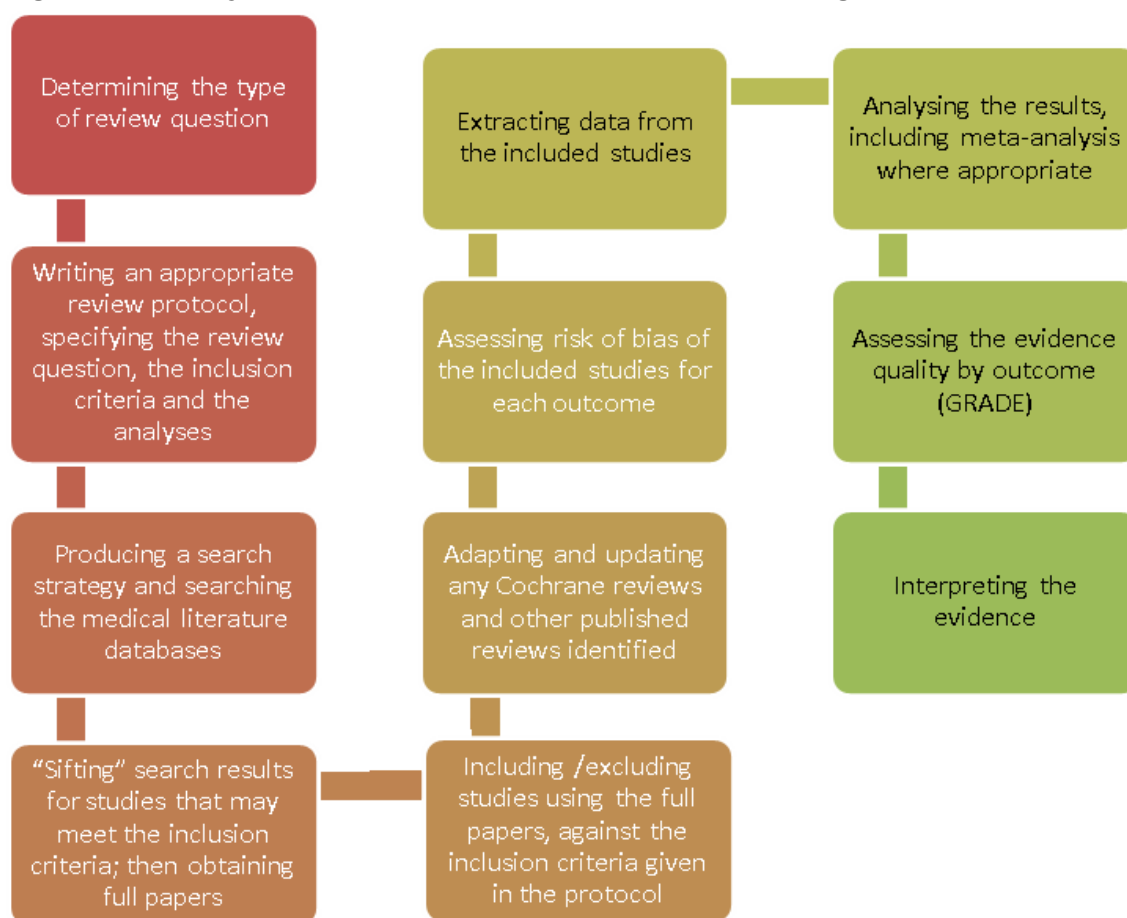 Determining the type
of review question
Writing an appropriate
review protocol,
specifying the review
question, the inclusion
criteria and the
analyses
Producing a search
strategy and searching
the medical literature
databases
“Sifting” search results
for studies that may
meet the inclusion
criteria; then obtaining
full papers
Including /excluding
studies using the full
papers, against the
inclusion criteria given
in the protocol
Adapting and updating
any Cochrane reviews
and other published
reviews identified
Assessing risk of bias of
the included studies for
each outcome
Extracting data from
the included studies
Analysing the results,
including meta-analysis
where appropriate
Assessing the evidence
quality by outcome
(GRADE)
Interpreting the
evidence